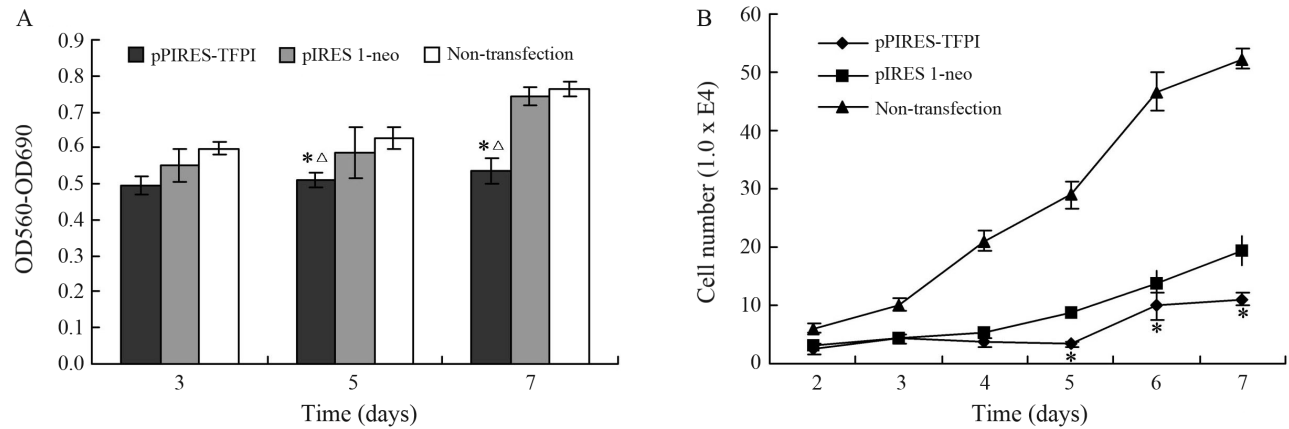 A
pPIRES-TFPI
pIRES 1-neo
Non-transfection
OD560-OD690
0.9
0.8
0.7
0.6
0.5
0.4
0.3
0.2
0.1
0.0
* △
* △
3
5
7
Time (days)
B
pPIRES-TFPI
pIRES 1-neo
Non-transfection
Cell number (1.0 x E4)
60
50
40
30
20
10
0
*
*
*
2
3
4
5
6
7
Time (days)